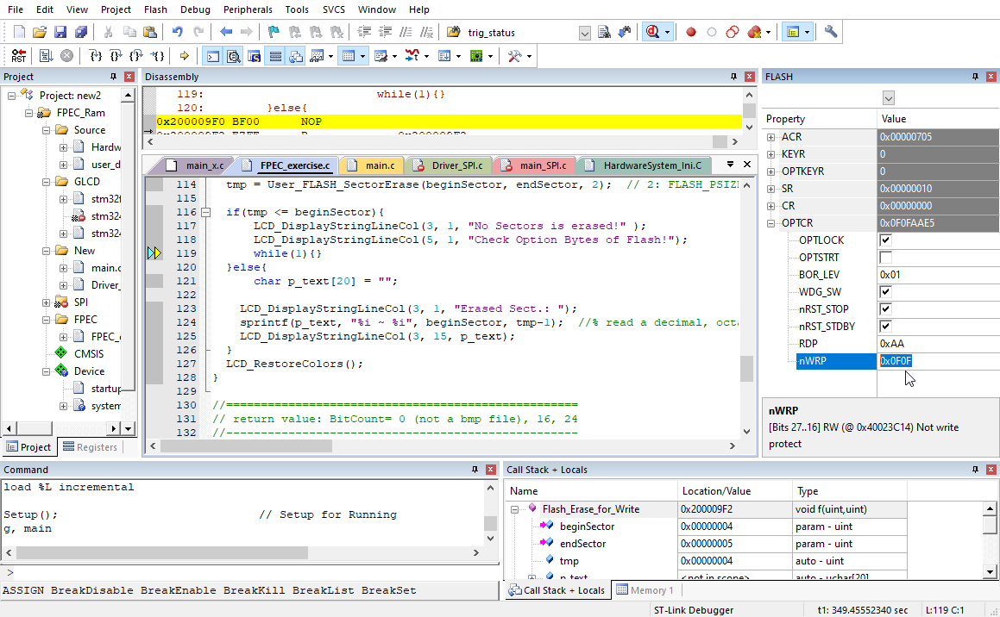 File Edit View Project Flash Debug Peripherals Tools SVCS Window Help
trig_status
RST
Project
Project: new2
FPEC_Ram
Source
Hardw
user_d
GLCD
stm32f
stm324
stm324
New
main.c
Driver_
SPI
FPEC
FPEC_e
CMSIS
Device
startup
system
Project Registers
Disassembly
119: while(1){}
120: }else{
0x200009F0 BF00 NOP
0x200009F2 E7FE B 0x200009F2
main_x.c FPEC_exercise.c main.c Driver_SPI.c main_SPI.c HardwareSystem_Ini.C
114 tmp = User_FLASH_SectorErase(beginSector, endSector, 2); // 2: FLASH_PSIZE
115
116 if(tmp <= beginSector){
117 LCD_DisplayStringLineCol(3, 1, "No Sectors is erased!" );
118 LCD_DisplayStringLineCol(5, 1, "Check Option Bytes of Flash!");
119 while(1){}
120 }else{
121 char p_text[20] = "";
122
123 LCD_DisplayStringLineCol(3, 1, "Erased Sect.: ");
124 sprintf(p_text, "%i ~ %i", beginSector, tmp-1); //% read a decimal, octa
125 LCD_DisplayStringLineCol(3, 15, p_text);
126 }
127 LCD_RestoreColors();
128 }
129
130 //===================================================
131 // return value: BitCount= 0 (not a bmp file), 16, 24
132 //---------------------------------------------------
FLASH
Property Value
ACR 0x00000705
KEYR 0
OPTKEYR 0
SR 0x00000010
CR 0x00000000
OPTCR 0x0F0FAAE5
OPTLOCK
OPTSTRT
BOR_LEV 0x01
WDG_SW
nRST_STOP
nRST_STDBY
RDP 0xAA
nWRP 0x0F0F
nWRP
[Bits 27..16] RW (@ 0x40023C14) Not write
protect
Command
load %L incremental
Setup(); // Setup for Running
g, main
>
ASSIGN BreakDisable BreakEnable BreakKill BreakList BreakSet
Call Stack + Locals
Name Location/Value Type
Flash_Erase_for_Write 0x200009F2 void f(uint,uint)
beginSector 0x00000004 param - uint
endSector 0x00000005 param - uint
tmp 0x00000004 auto - uint
p_text <not in scope> auto - uchar[20]
Call Stack + Locals Memory 1
ST-Link Debugger t1: 349.45552340 sec L:119 C:1